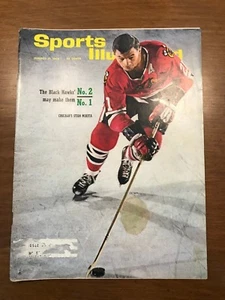 Sports
Illustrated
The Black Hawks' No. 2
may make them No. 1
CHICAGO'S STAN MIKITA